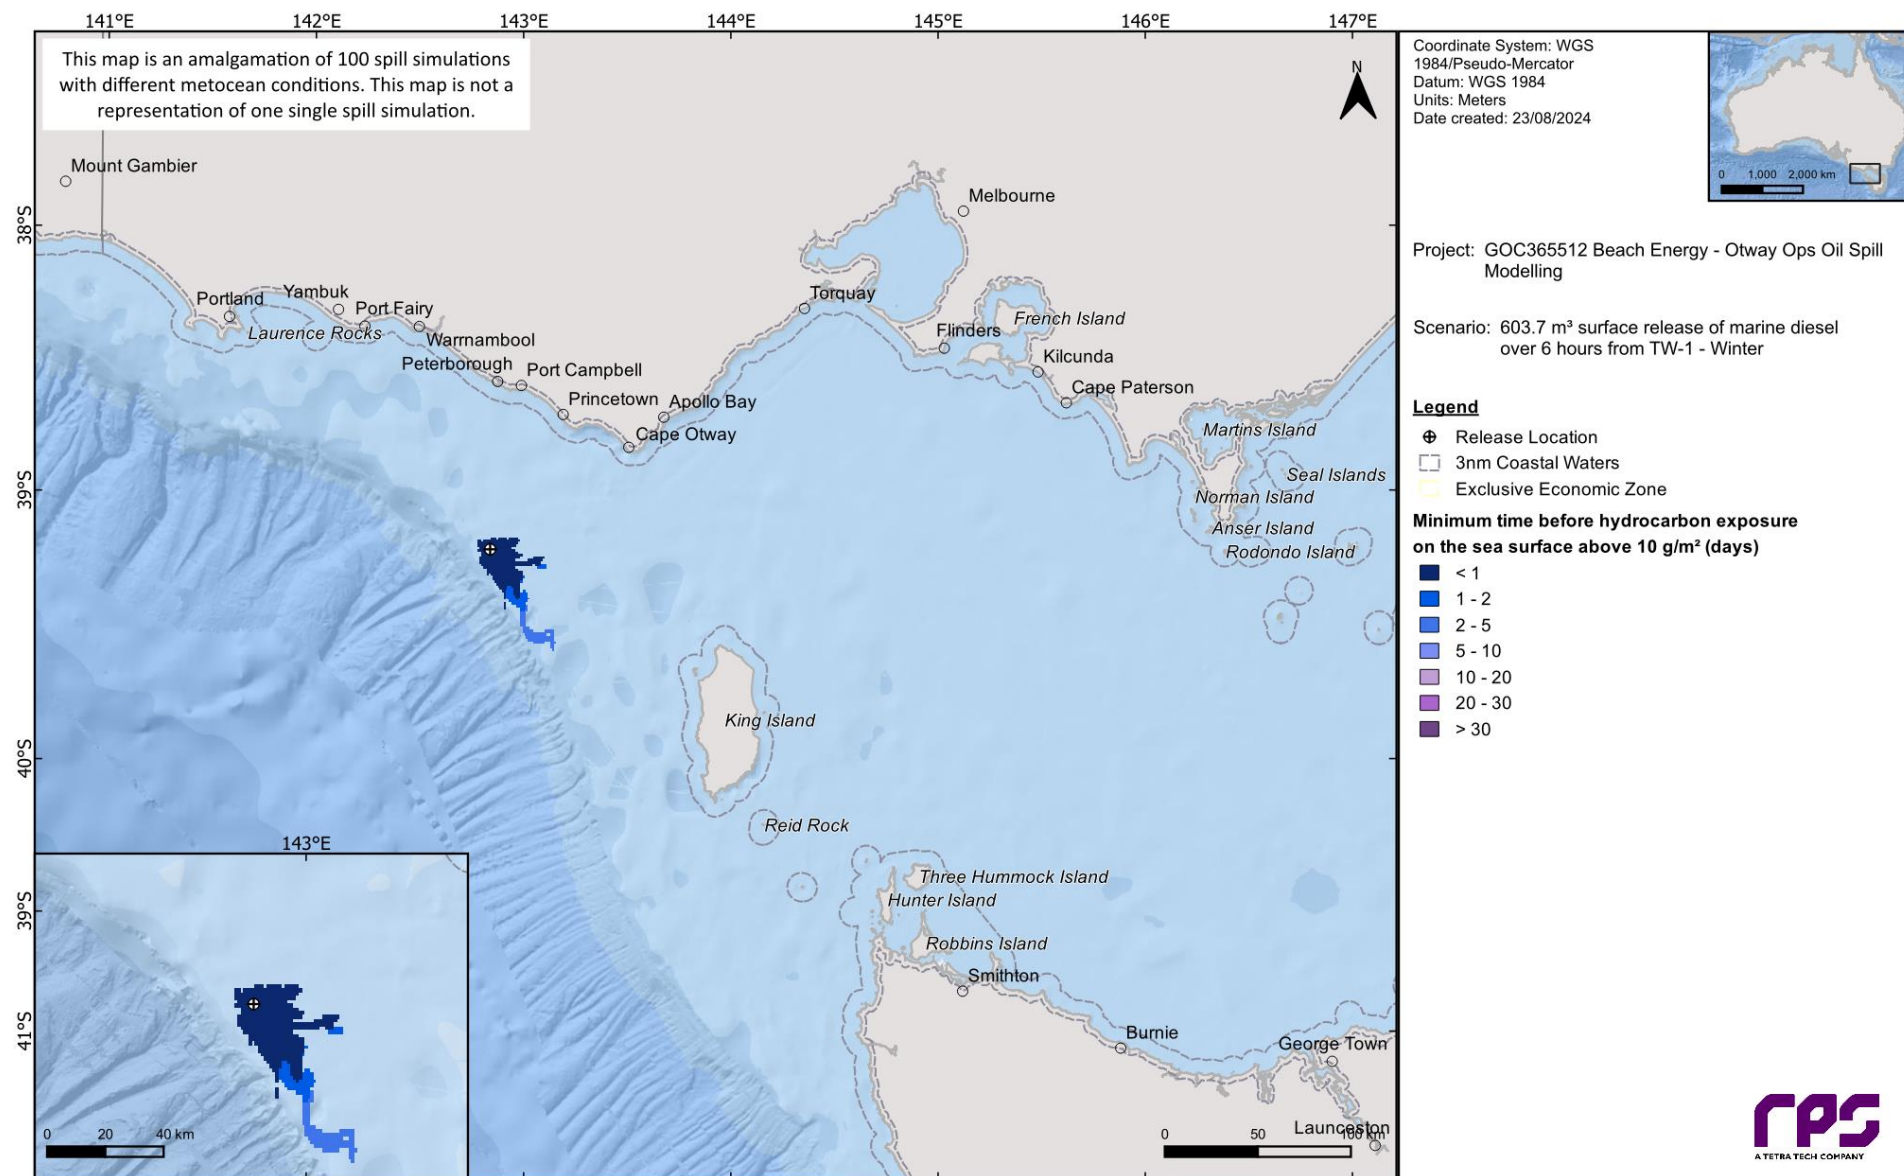 141°E 142°E 143°E 144°E 145°E 146°E 147°E
This map is an amalgamation of 100 spill simulations
with different metocean conditions. This map is not a
representation of one single spill simulation.
N
Mount Gambier
Melbourne
38°S
Portland
Yambuk
Port Fairy
Laurence Rocks
Warrnambool
Peterborough
Port Campbell
Princetown
Apollo Bay
Cape Otway
Torquay
French Island
Flinders
Kilcunda
Cape Paterson
Martins Island
Seal Islands
39°S
Norman Island
Anser Island
Rodondo Island
King Island
40°S
Reid Rock
Three Hummock Island
Hunter Island
Robbins Island
Smithton
41°S
Burnie
George Town
Launceston
0 50 100 km
143°E
39°S
0 20 40 km
Coordinate System: WGS
1984/Pseudo-Mercator
Datum: WGS 1984
Units: Meters
Date created: 23/08/2024
0 1,000 2,000 km
Project: GOC365512 Beach Energy - Otway Ops Oil Spill
Modelling
Scenario: 603.7 m³ surface release of marine diesel
over 6 hours from TW-1 - Winter
Legend
Release Location
3nm Coastal Waters
Exclusive Economic Zone
Minimum time before hydrocarbon exposure
on the sea surface above 10 g/m² (days)
< 1
1 - 2
2 - 5
5 - 10
10 - 20
20 - 30
> 30
rps
A TETRA TECH COMPANY